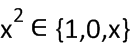 x² ∈ {1,0,x}